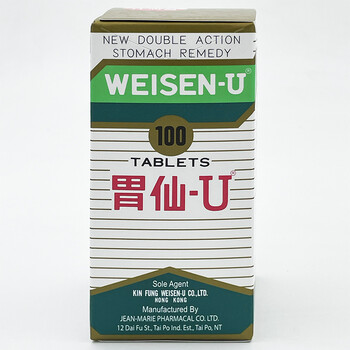 NEW DOUBLE ACTION
STOMACH REMEDY
WEISEN-U®
100
TABLETS
胃仙-U®
Sole Agent
KIN FUNG WEISEN-U CO.,LTD.
HONG KONG
Manufactured By
JEAN-MARIE PHARMACAL CO. LTD.
12 Dai Fu St., Tai Po Ind. Est., Tai Po, NT